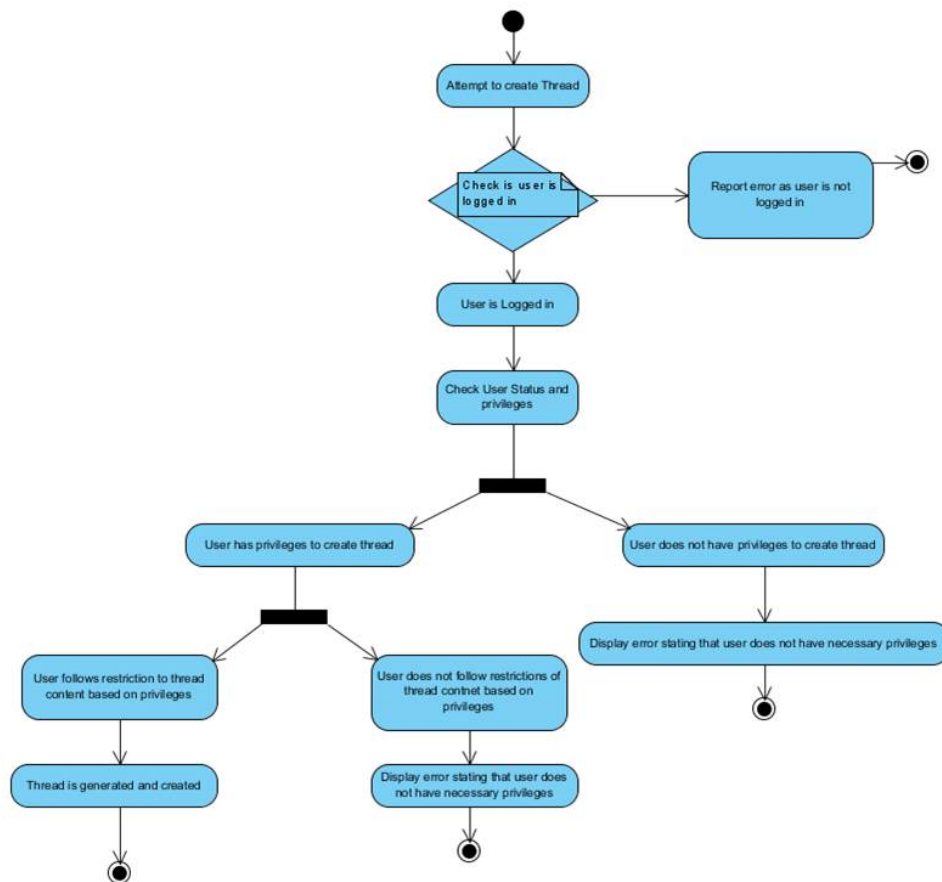 Attempt to create Thread
Check is user is
logged in
Report error as user is not
logged in
User is Logged in
Check User Status and
privileges
User has privileges to create thread
User does not have privileges to create thread
Display error stating that user does not have necessary privileges
User follows restriction to thread
content based on privileges
User does not follow restrictions of
thread contnet based on
privileges
Thread is generated and created
Display error stating that user does
not have necessary privileges